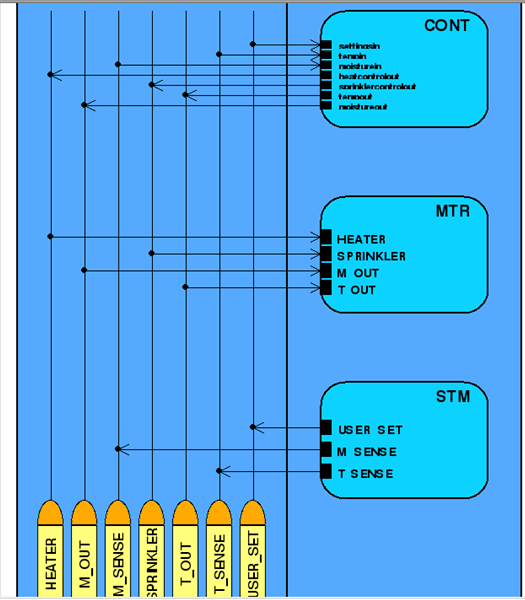 CONT
settingsin
tempin
moisturein
heatcontrolout
sprinklercontrolout
tempout
moistureout
MTR
HEATER
SPRINKLER
M OUT
T OUT
STM
USER SET
M SENSE
T SENSE
HEATER
M_OUT
M_SENSE
SPRINKLER
T_OUT
T_SENSE
USER_SET